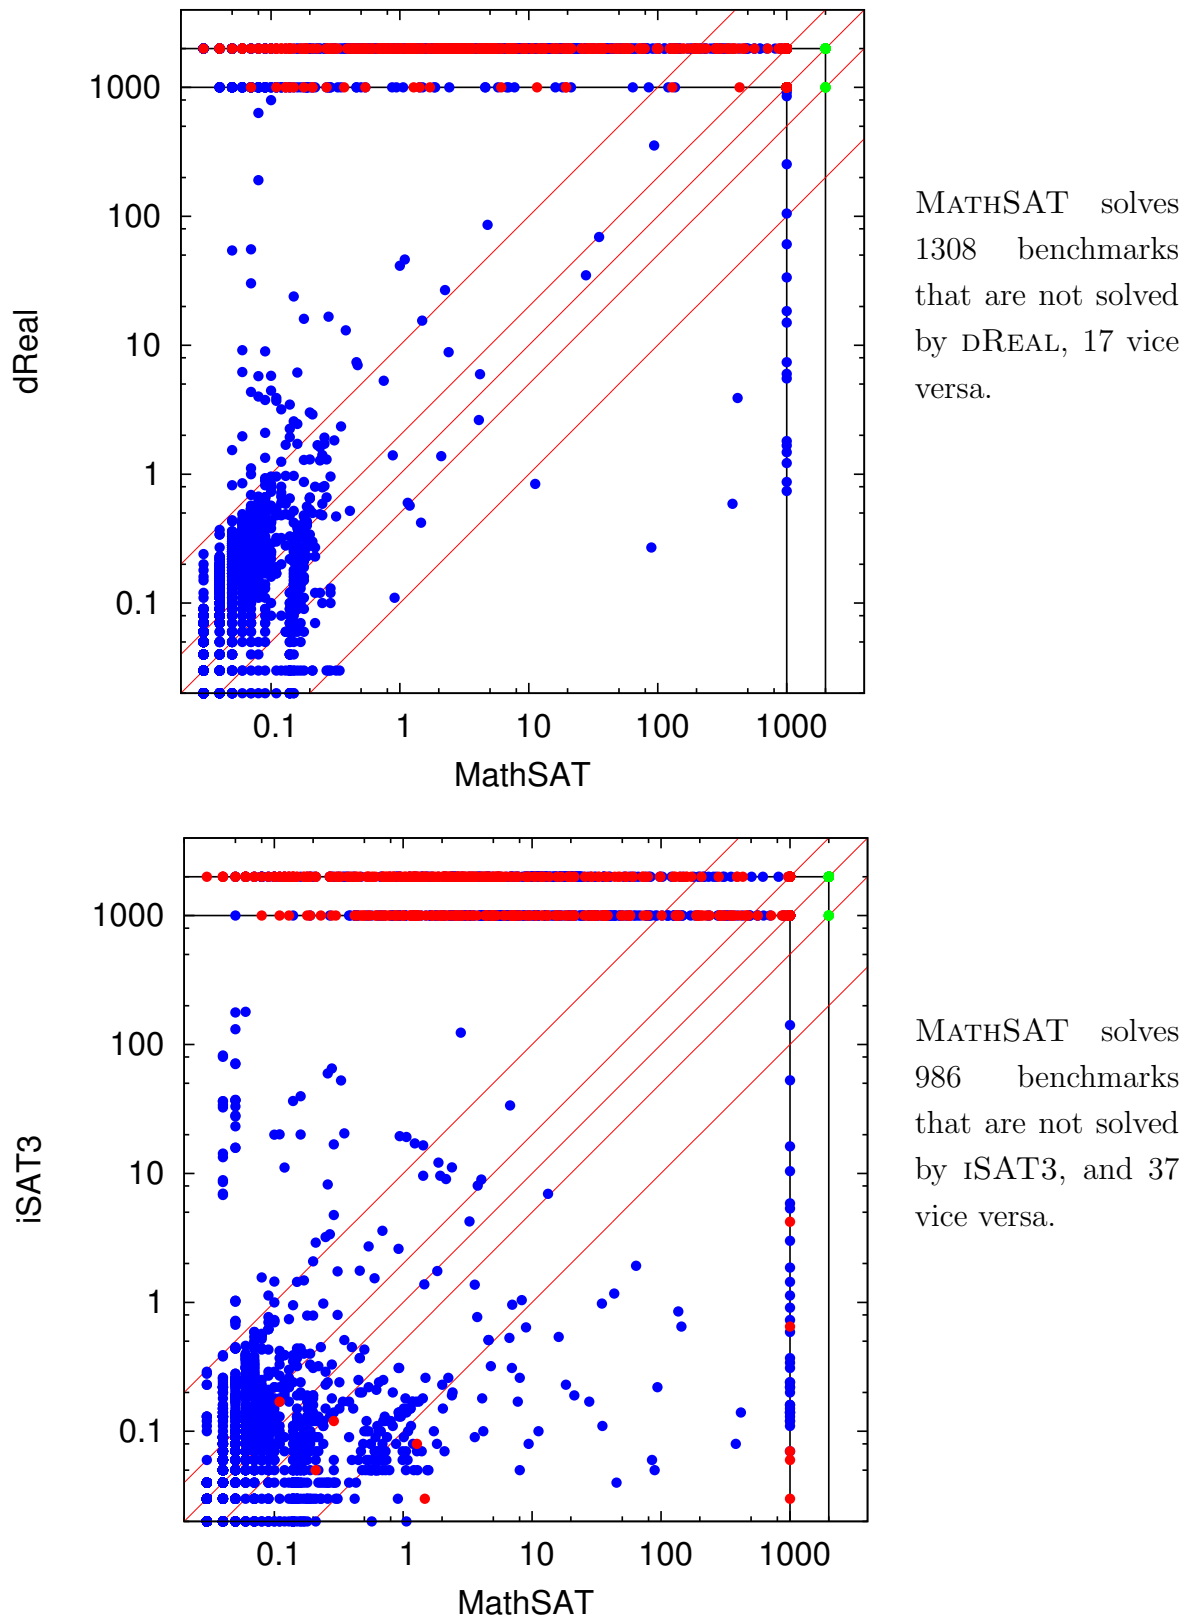 1000
100
10
1
0.1
dReal
0.1 1 10 100 1000
MathSAT
MATHSAT solves
1308 benchmarks
that are not solved
by DREAL, 17 vice
versa.
1000
100
10
1
0.1
iSAT3
0.1 1 10 100 1000
MathSAT
MATHSAT solves
986 benchmarks
that are not solved
by ISAT3, and 37
vice versa.